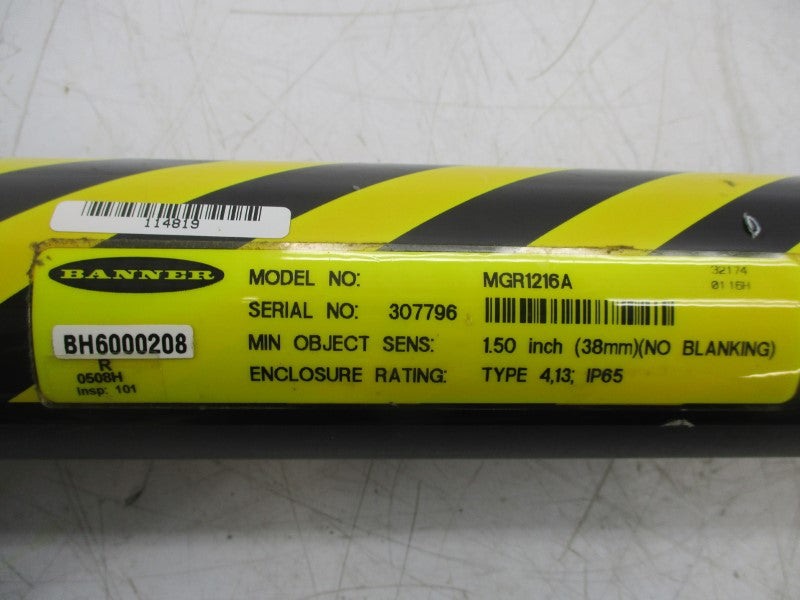 114819
BANNER
MODEL NO: MGR1216A
32174
0116H
SERIAL NO: 307796
BH6000208
MIN OBJECT SENS: 1.50 inch (38mm)(NO BLANKING)
R
0508H
Insp: 101
ENCLOSURE RATING: TYPE 4,13; IP65